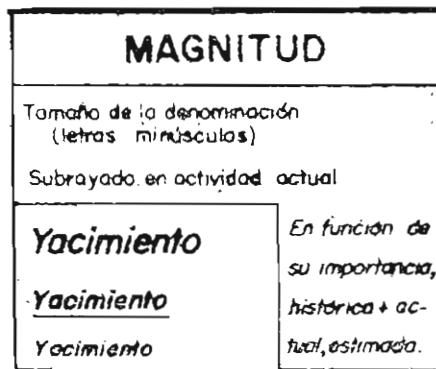 MAGNITUD
Tamaño de la denominación
(letras minúsculas)
Subrayado. en actividad actual
Yacimiento
Yacimiento
Yacimiento
En función de
su importancia,
histórica + ac-
tual, estimada.